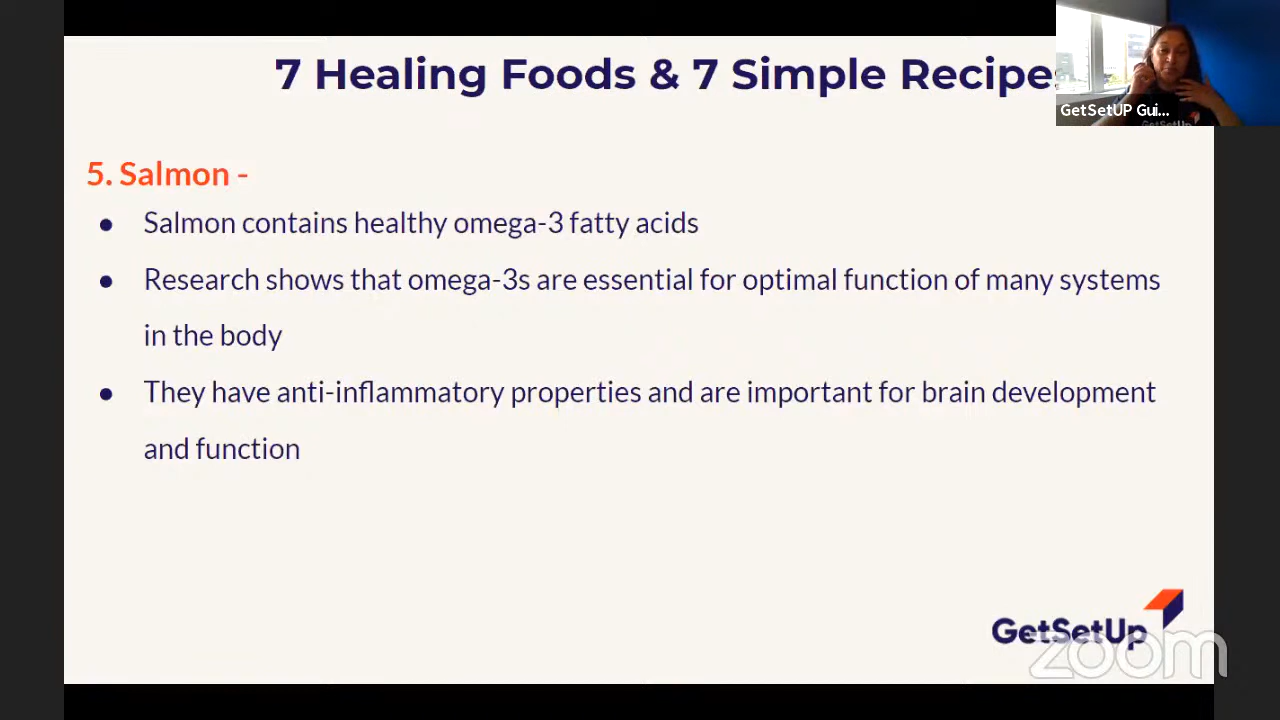 7 Healing Foods & 7 Simple Recipes
GetSetUP Gui...
GetSetUp
5. Salmon -
● Salmon contains healthy omega-3 fatty acids
● Research shows that omega-3s are essential for optimal function of many systems
in the body
● They have anti-inflammatory properties and are important for brain development
and function
GetSetUp
zoom